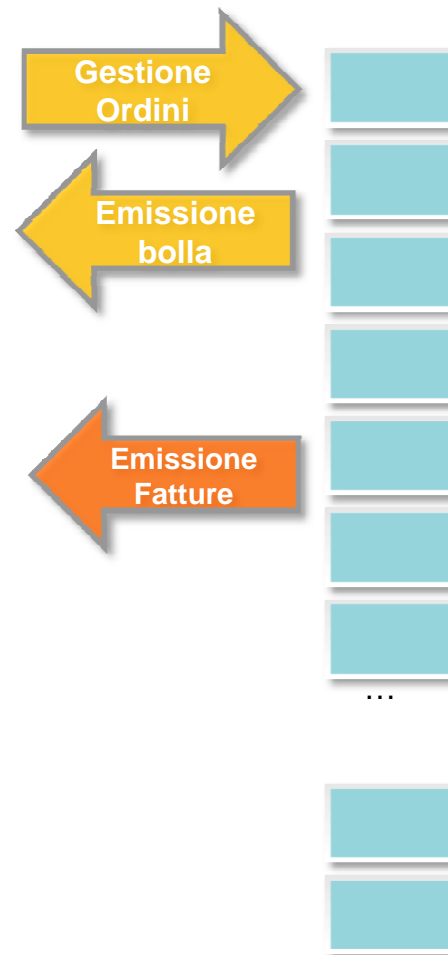 Gestione
Ordini
Emissione
bolla
Emissione
Fatture
...